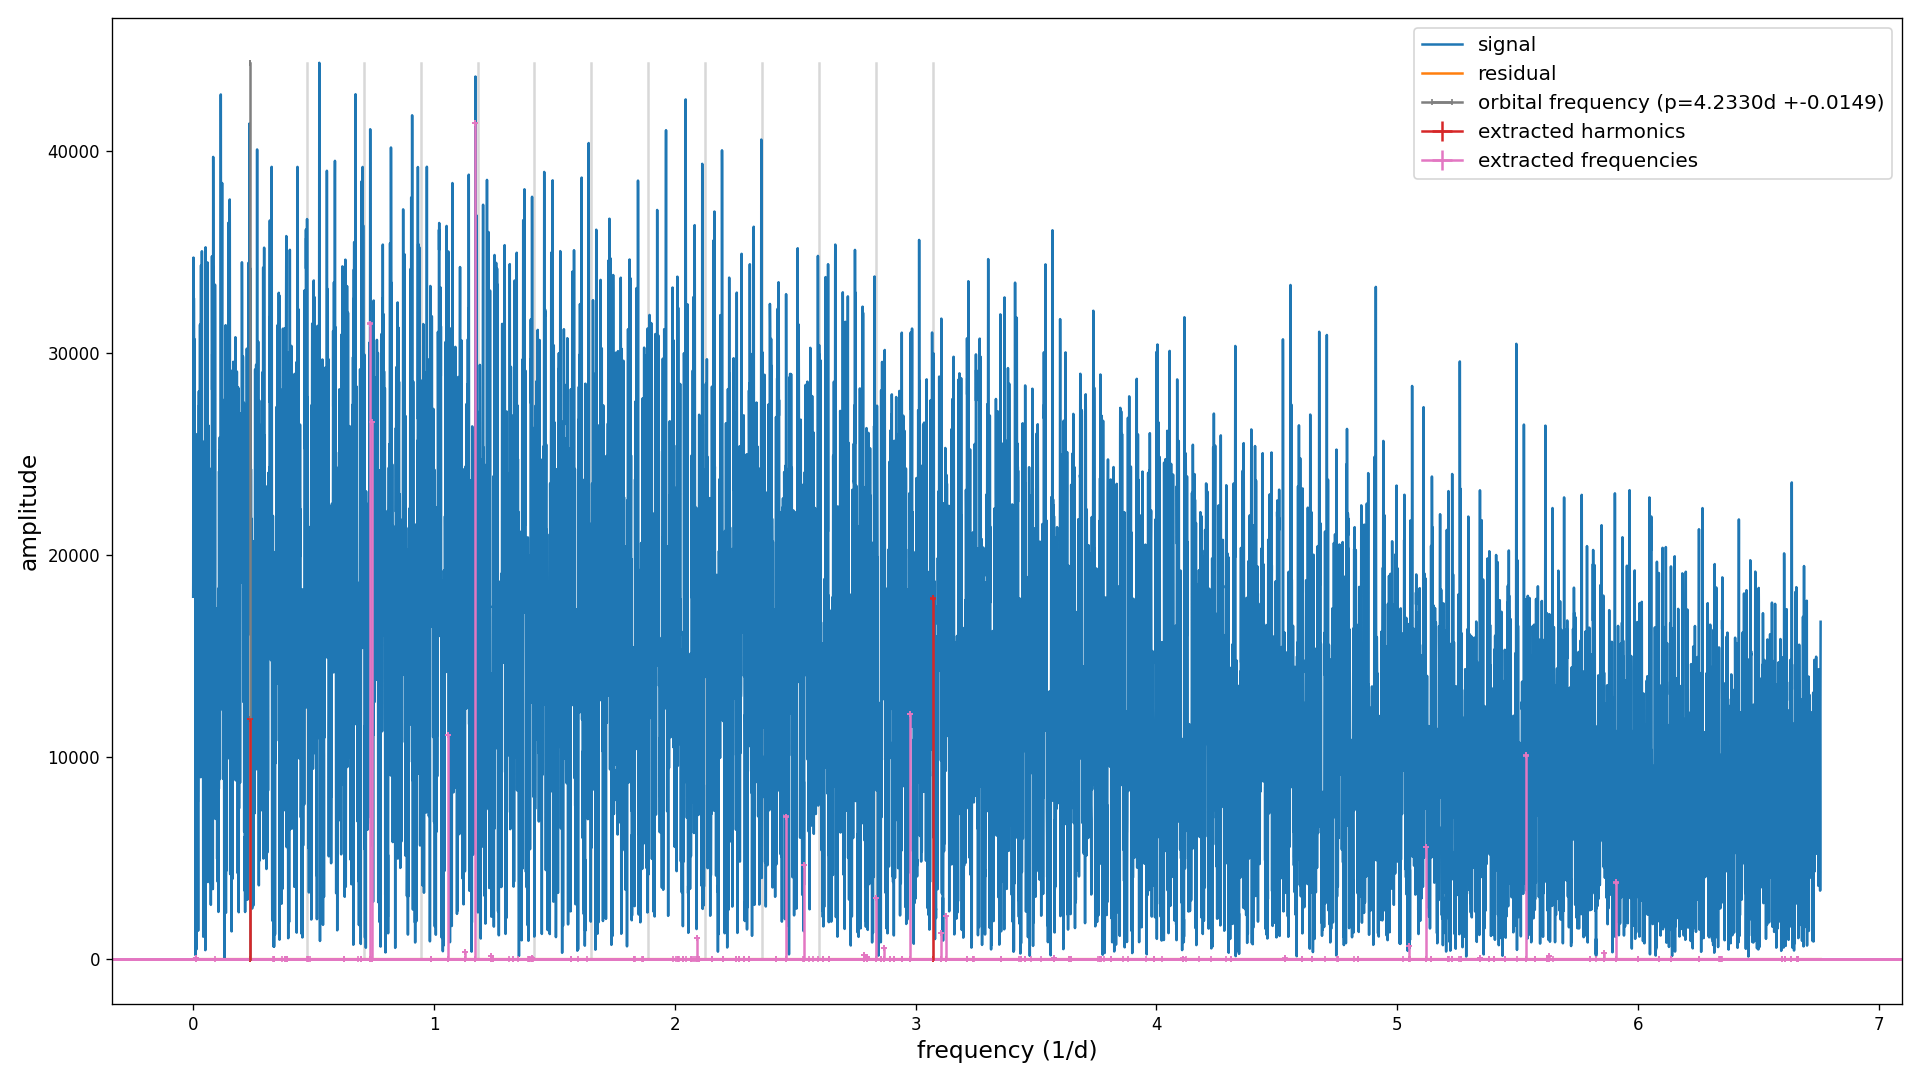 signal
residual
orbital frequency (p=4.2330d +-0.0149)
extracted harmonics
extracted frequencies
amplitude
40000
30000
20000
10000
0
0 1 2 3 4 5 6 7
frequency (1/d)